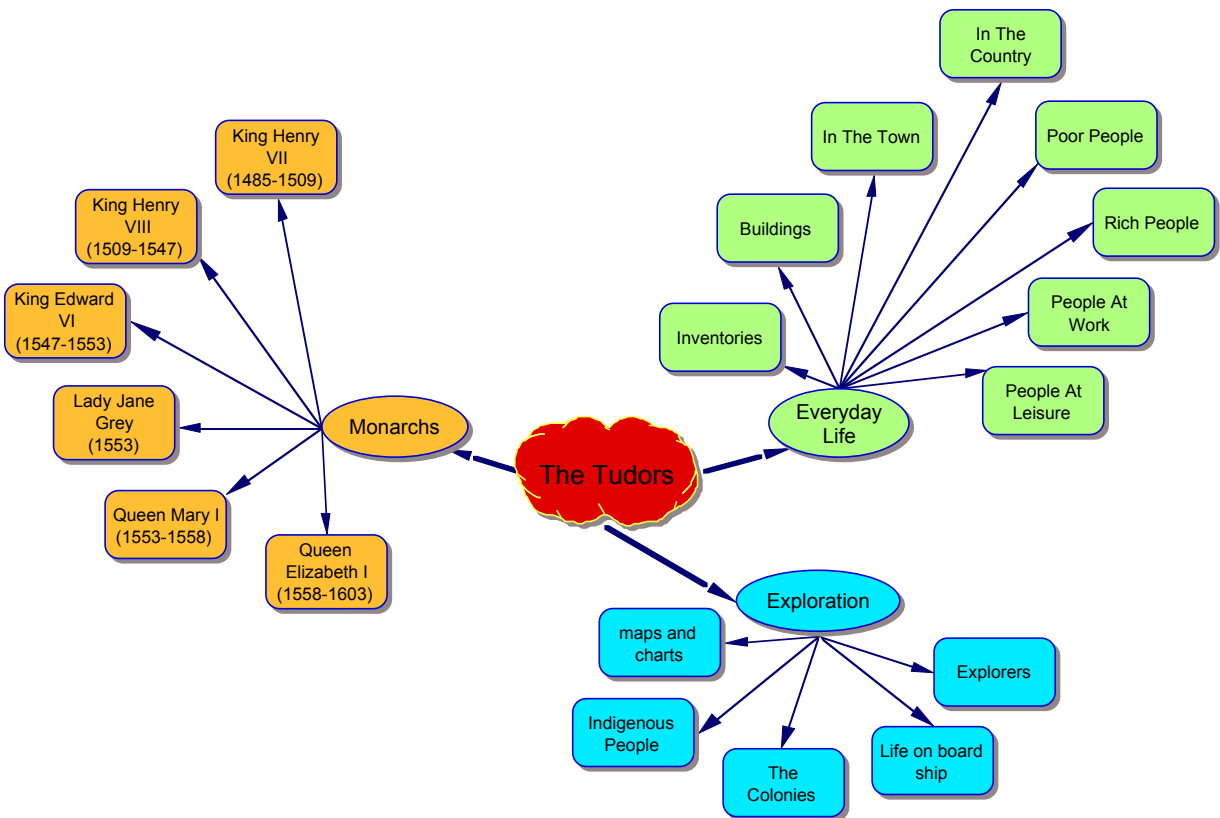 The Tudors
Monarchs
King Henry
VII
(1485-1509)
King Henry
VIII
(1509-1547)
King Edward
VI
(1547-1553)
Lady Jane
Grey
(1553)
Queen Mary I
(1553-1558)
Queen
Elizabeth I
(1558-1603)
Everyday
Life
Inventories
Buildings
In The Town
In The
Country
Poor People
Rich People
People At
Work
People At
Leisure
Exploration
maps and
charts
Indigenous
People
The
Colonies
Life on board
ship
Explorers